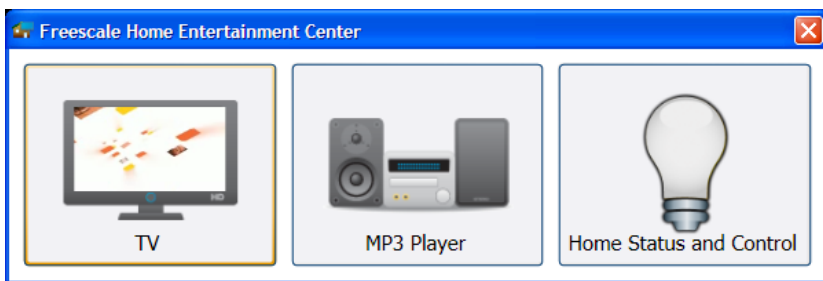 Freescale Home Entertainment Center
HD
TV
MP3 Player
Home Status and Control